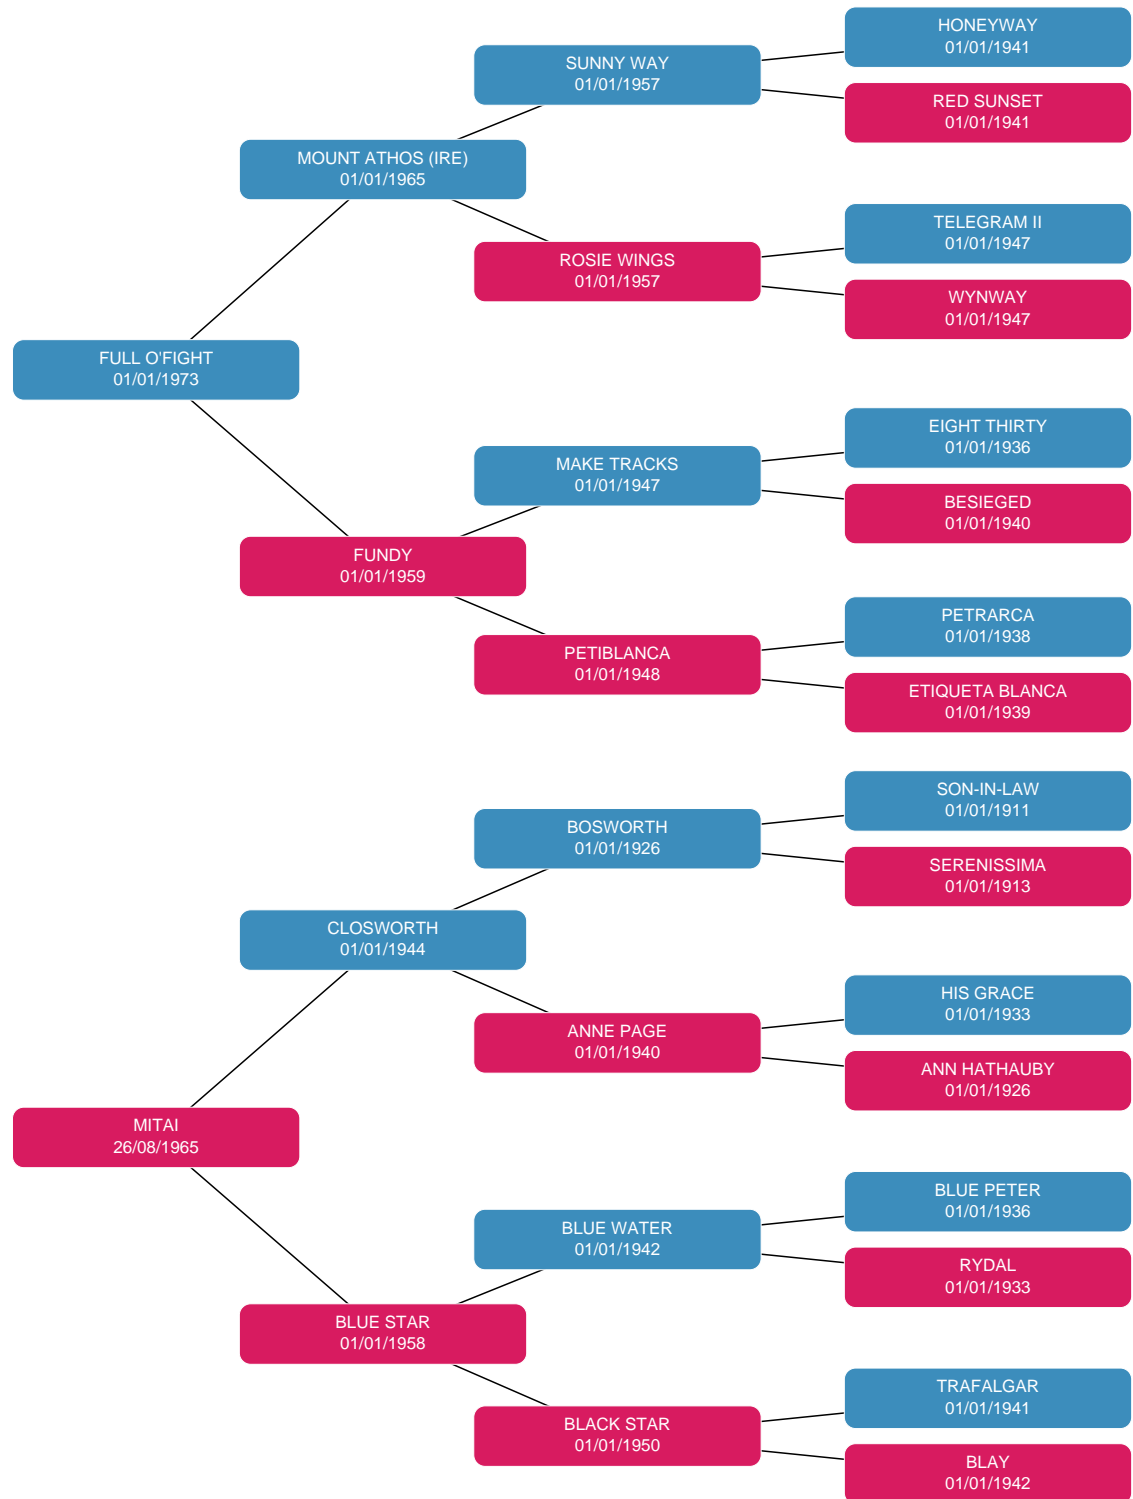 HONEYWAY
01/01/1941
SUNNY WAY
01/01/1957
RED SUNSET
01/01/1941
MOUNT ATHOS (IRE)
01/01/1965
TELEGRAM II
01/01/1947
ROSIE WINGS
01/01/1957
WYNWAY
01/01/1947
FULL O'FIGHT
01/01/1973
EIGHT THIRTY
01/01/1936
MAKE TRACKS
01/01/1947
BESIEGED
01/01/1940
FUNDY
01/01/1959
PETRARCA
01/01/1938
PETIBLANCA
01/01/1948
ETIQUETA BLANCA
01/01/1939
SON-IN-LAW
01/01/1911
BOSWORTH
01/01/1926
SERENISSIMA
01/01/1913
CLOSWORTH
01/01/1944
HIS GRACE
01/01/1933
ANNE PAGE
01/01/1940
ANN HATHAUBY
01/01/1926
MITAI
26/08/1965
BLUE PETER
01/01/1936
BLUE WATER
01/01/1942
RYDAL
01/01/1933
BLUE STAR
01/01/1958
TRAFALGAR
01/01/1941
BLACK STAR
01/01/1950
BLAY
01/01/1942